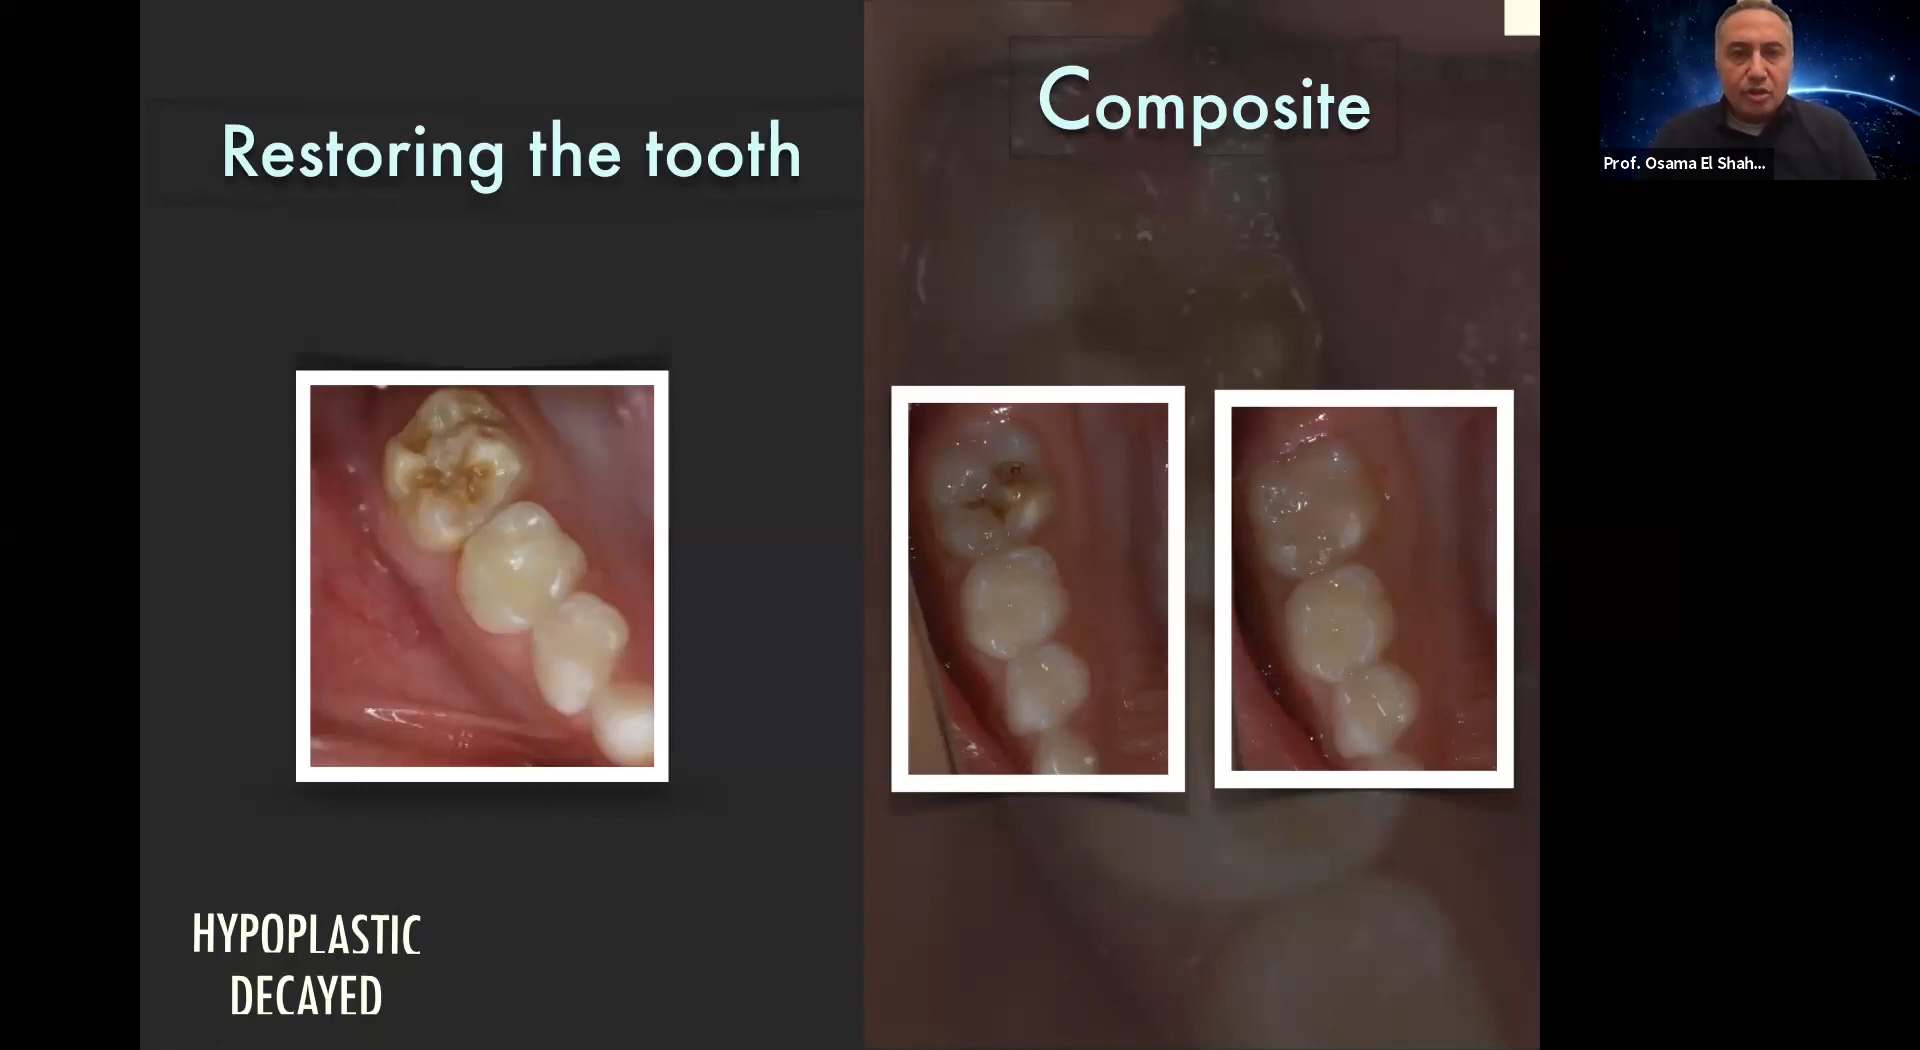 Restoring the tooth
Composite
Prof. Osama El Shah...
HYPOPLASTIC
DECAYED